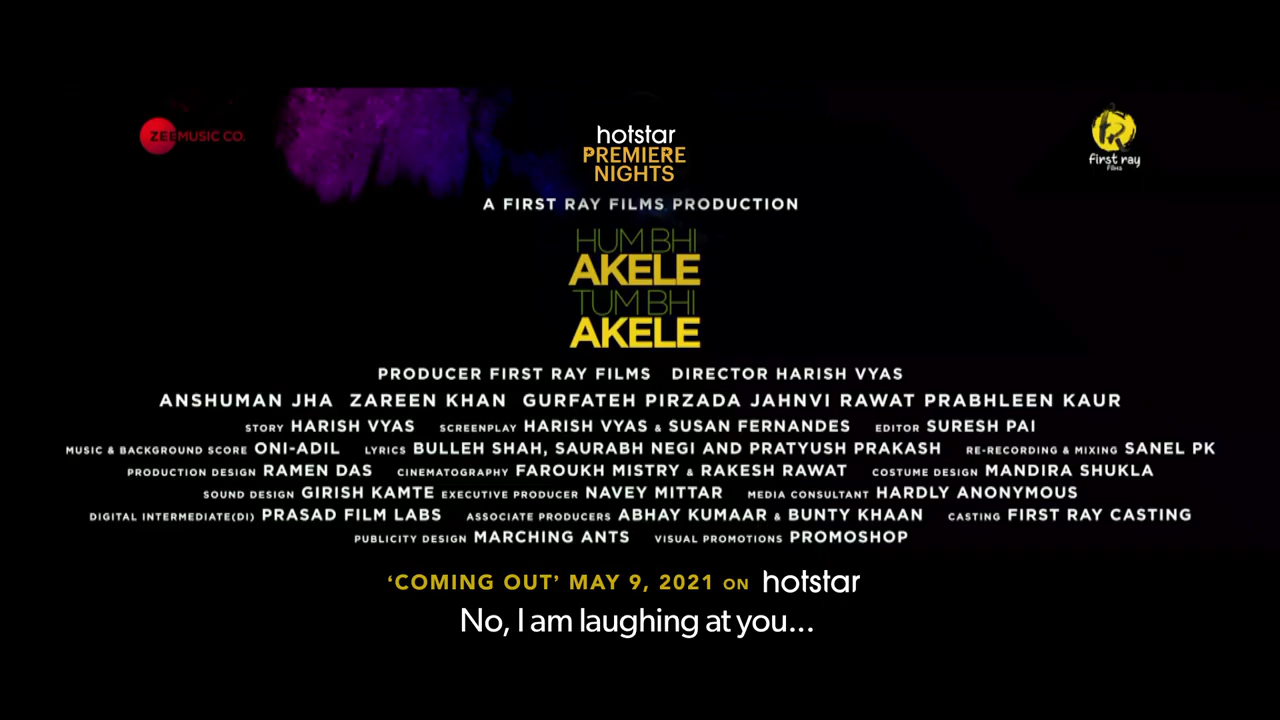 ZEE MUSIC CO.
hotstar
PREMIERE
NIGHTS
first ray
films
A FIRST RAY FILMS PRODUCTION
HUM BHI
AKELE
TUM BHI
AKELE
PRODUCER FIRST RAY FILMS DIRECTOR HARISH VYAS
ANSHUMAN JHA ZAREEN KHAN GURFATEH PIRZADA JAHNVI RAWAT PRABHLEEN KAUR
STORY HARISH VYAS SCREENPLAY HARISH VYAS & SUSAN FERNANDES EDITOR SURESH PAI
MUSIC & BACKGROUND SCORE ONI-ADIL LYRICS BULLEH SHAH, SAURABH NEGI AND PRATYUSH PRAKASH RE-RECORDING & MIXING SANEL PK
PRODUCTION DESIGN RAMEN DAS CINEMATOGRAPHY FAROUKH MISTRY & RAKESH RAWAT COSTUME DESIGN MANDIRA SHUKLA
SOUND DESIGN GIRISH KAMTE EXECUTIVE PRODUCER NAVEY MITTAR MEDIA CONSULTANT HARDLY ANONYMOUS
DIGITAL INTERMEDIATE(DI) PRASAD FILM LABS ASSOCIATE PRODUCERS ABHAY KUMAAR & BUNTY KHAAN CASTING FIRST RAY CASTING
PUBLICITY DESIGN MARCHING ANTS VISUAL PROMOTIONS PROMOSHOP
‘COMING OUT’ MAY 9, 2021 ON hotstar
No, I am laughing at you...